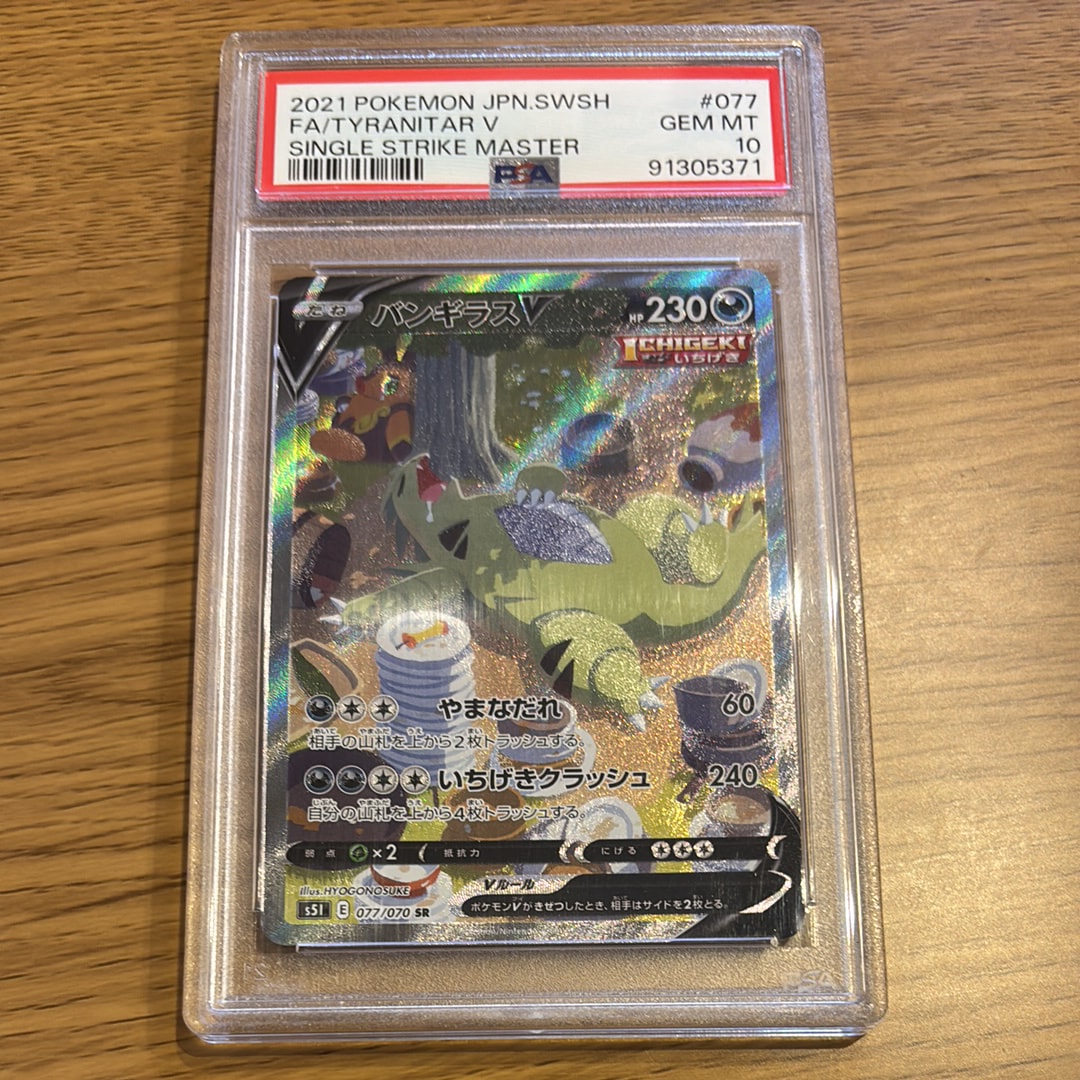 2021 POKEMON JPN.SWSH #077
FA/TYRANITAR V GEM MT
SINGLE STRIKE MASTER 10
91305371
PSA
たね バンギラスV HP 230
ICHIGEKI
いちげき
やまなだれ 60
相手の山札を上から2枚トラッシュする。
いちげきクラッシュ 240
自分の山札を上から4枚トラッシュする。
弱点 ×2 抵抗力 にげる
Illus. HYOGONOSUKE
Vルール
s5I E 077/070 SR
ポケモンVがきぜつしたとき、相手はサイドを2枚とる。
PSA